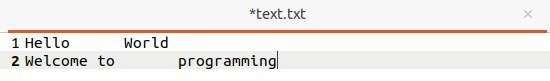 *text.txt
×
1 Hello      World
2 Welcome to       programming